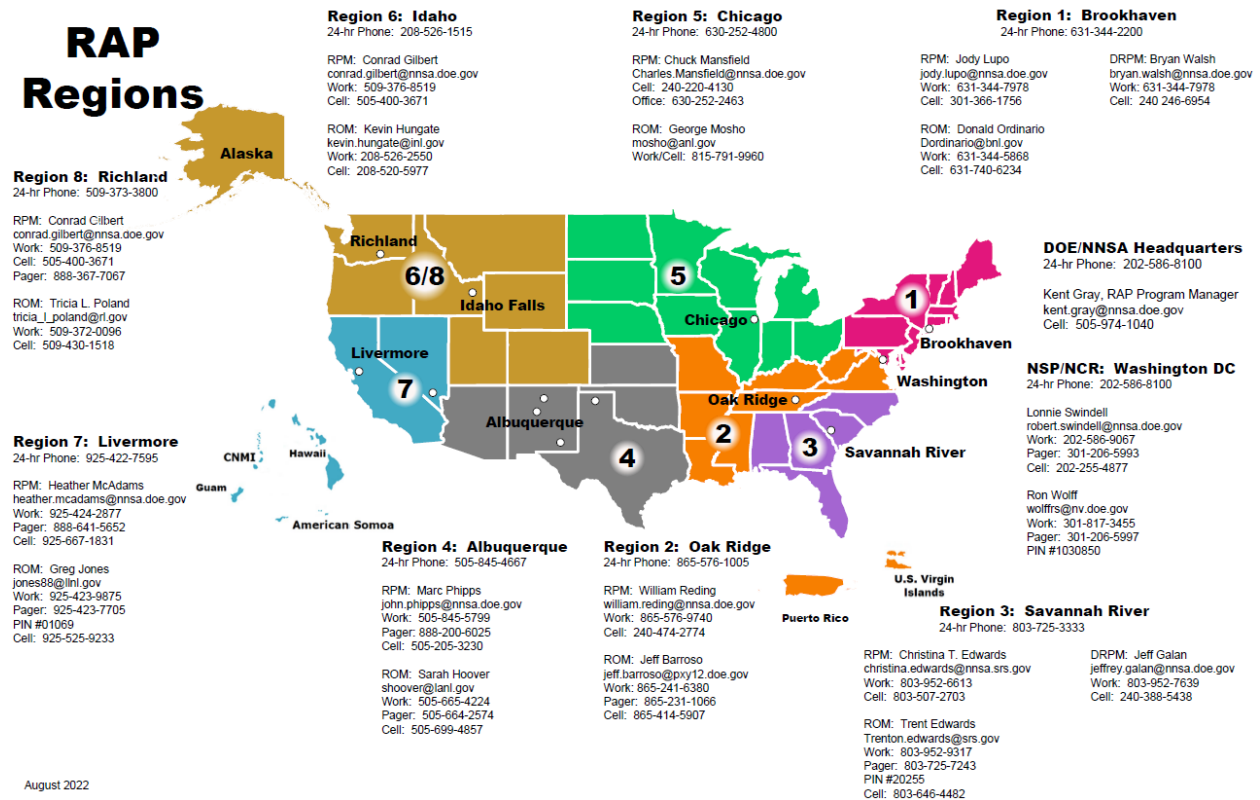 RAP
Regions
Region 6: Idaho
24-hr Phone: 208-526-1515
RPM: Conrad Gilbert
conrad.gilbert@nnsa.doe.gov
Work: 509-376-8519
Cell: 505-400-3671
ROM: Kevin Hungate
kevin.hungate@inl.gov
Work: 208-526-2550
Cell: 208-520-5977
Region 5: Chicago
24-hr Phone: 630-252-4800
RPM: Chuck Mansfield
Charles.Mansfield@nnsa.doe.gov
Cell: 240-220-4130
Office: 630-252-2463
ROM: George Mosho
mosho@anl.gov
Work/Cell: 815-791-9960
Region 1: Brookhaven
24-hr Phone: 631-344-2200
RPM: Jody Lupo
jody.lupo@nnsa.doe.gov
Work: 631-344-7978
Cell: 301-366-1756
DRPM: Bryan Walsh
bryan.walsh@nnsa.doe.gov
Work: 631-344-7978
Cell: 240 246-6954
ROM: Donald Ordinario
Dordinario@bnl.gov
Work: 631-344-5868
Cell: 631-740-6234
Region 8: Richland
24-hr Phone: 509-373-3800
RPM: Conrad Gilbert
conrad.gilbert@nnsa.doe.gov
Work: 509-376-8519
Cell: 505-400-3671
Pager: 888-367-7067
ROM: Tricia L. Poland
tricia_l_poland@rl.gov
Work: 509-372-0096
Cell: 509-430-1518
Alaska
Richland
6/8
Idaho Falls
5
Chicago
1
Brookhaven
Washington
Livermore
7
Albuquerque
4
Oak Ridge
2
3
Savannah River
DOE/NNSA Headquarters
24-hr Phone: 202-586-8100
Kent Gray, RAP Program Manager
kent.gray@nnsa.doe.gov
Cell: 505-974-1040
NSP/NCR: Washington DC
24-hr Phone: 202-586-8100
Lonnie Swindell
robert.swindell@nnsa.doe.gov
Work: 202-586-9067
Pager: 301-206-5993
Cell: 202-255-4877
Ron Wolff
wolffrs@nv.doe.gov
Work: 301-817-3455
Pager: 301-206-5997
PIN #1030850
Region 7: Livermore
24-hr Phone: 925-422-7595
RPM: Heather McAdams
heather.mcadams@nnsa.doe.gov
Work: 925-424-2877
Pager: 888-641-5652
Cell: 925-667-1831
ROM: Greg Jones
jones88@llnl.gov
Work: 925-423-9875
Pager: 925-423-7705
PIN #01069
Cell: 925-525-9233
CNMI
Hawaii
Guam
American Somoa
Region 4: Albuquerque
24-hr Phone: 505-845-4667
RPM: Marc Phipps
john.phipps@nnsa.doe.gov
Work: 505-845-5799
Pager: 888-200-6025
Cell: 505-205-3230
ROM: Sarah Hoover
shoover@lanl.gov
Work: 505-665-4224
Pager: 505-664-2574
Cell: 505-699-4857
Region 2: Oak Ridge
24-hr Phone: 865-576-1005
RPM: William Reding
william.reding@nnsa.doe.gov
Work: 865-576-9740
Cell: 240-474-2774
ROM: Jeff Barroso
jeff.barroso@pxy12.doe.gov
Work: 865-241-6380
Pager: 865-231-1066
Cell: 865-414-5907
Puerto Rico
U.S. Virgin
Islands
Region 3: Savannah River
24-hr Phone: 803-725-3333
RPM: Christina T. Edwards
christina.edwards@nnsa.srs.gov
Work: 803-952-6613
Cell: 803-507-2703
DRPM: Jeff Galan
jeffrey.galan@nnsa.doe.gov
Work: 803-952-7639
Cell: 240-388-5438
ROM: Trent Edwards
Trenton.edwards@srs.gov
Work: 803-952-9317
Pager: 803-725-7243
PIN #20255
Cell: 803-646-4482
August 2022